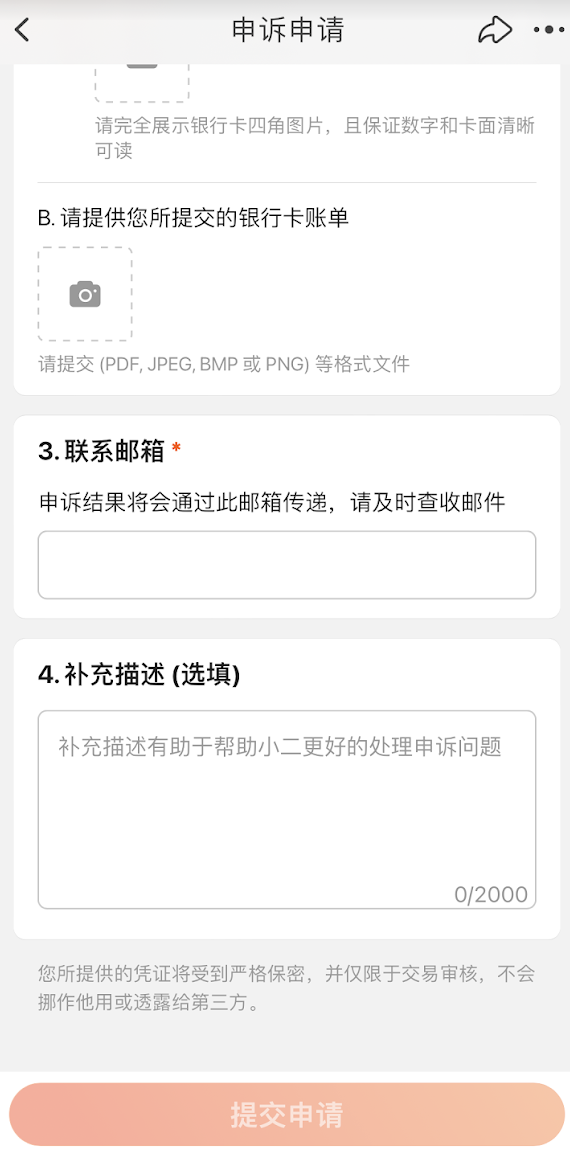 申诉申请
请完全展示银行卡四角图片，且保证数字和卡面清晰
可读
B. 请提供您所提交的银行卡账单
请提交 (PDF, JPEG, BMP 或 PNG) 等格式文件
3. 联系邮箱 *
申诉结果将会通过此邮箱传递，请及时查收邮件
4. 补充描述 (选填)
补充描述有助于帮助小二更好的处理申诉问题
0/2000
您所提供的凭证将受到严格保密，并仅限于交易审核，不会
挪作他用或透露给第三方。
提交申请